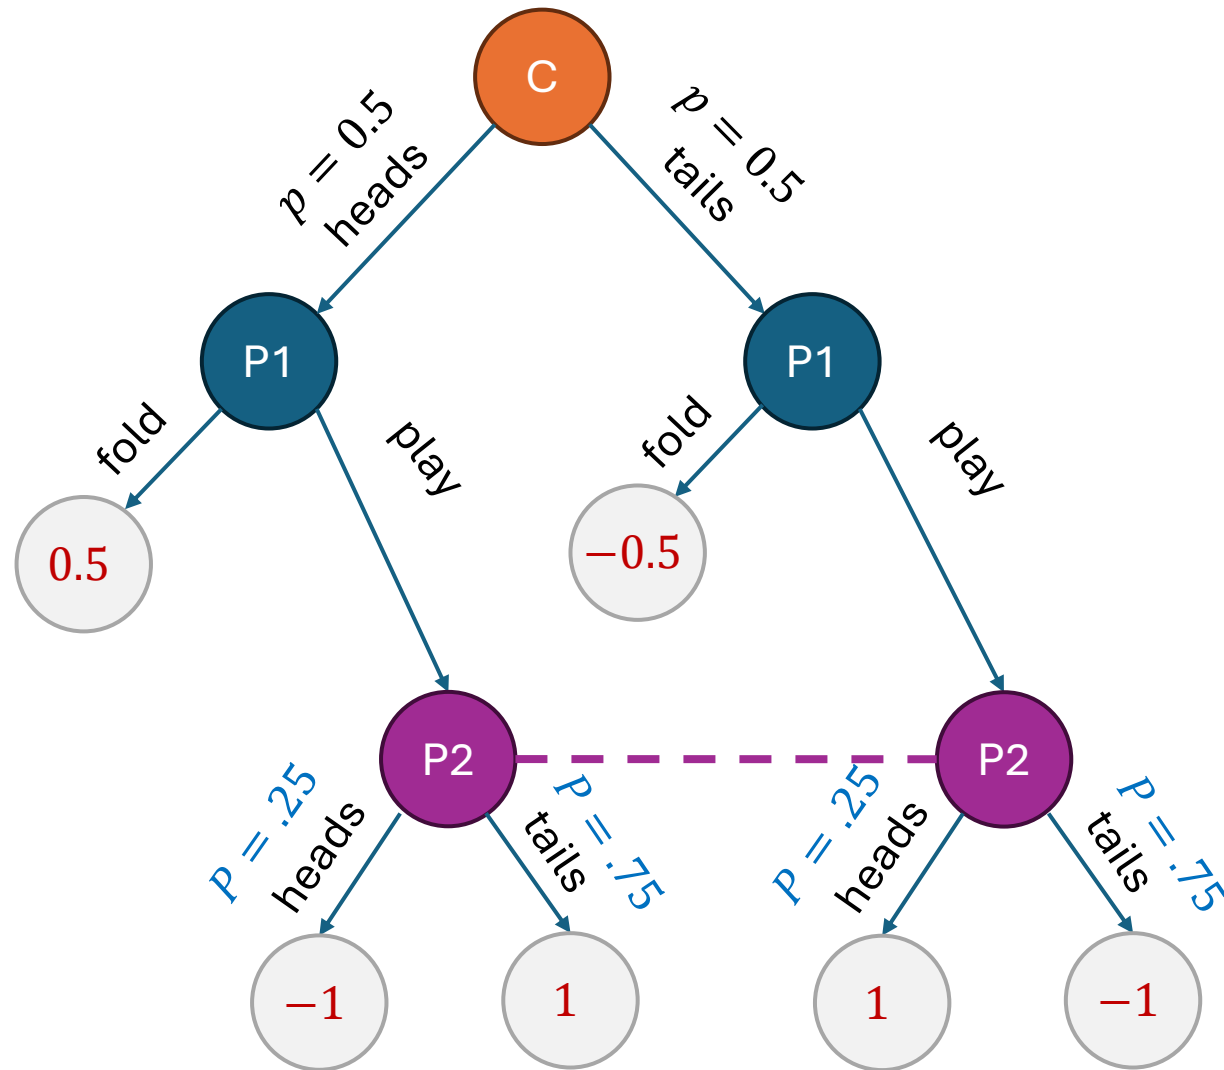 C
p = 0.5
heads
p = 0.5
tails
P1
P1
fold
play
fold
play
0.5
−0.5
P2
P2
P = .25
heads
P = .75
tails
P = .25
heads
P = .75
tails
−1
1
1
−1